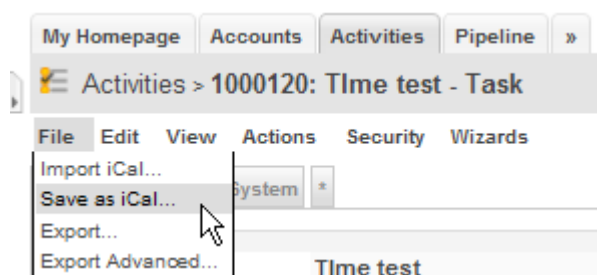 My Homepage Accounts Activities Pipeline »
Activities > 1000120: TIme test - Task
File Edit View Actions Security Wizards
Import iCal...
Save as iCal... System *
Export...
Export Advanced... TIme test